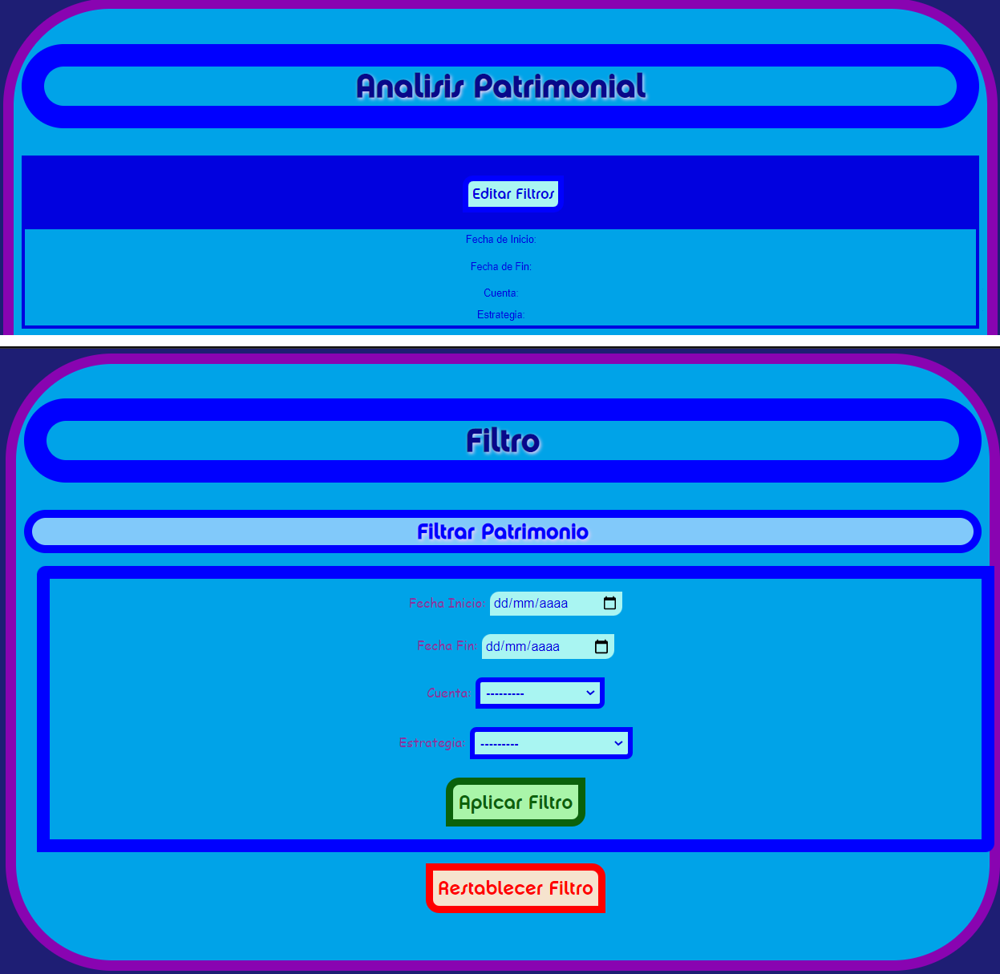 Analisis Patrimonial
Editar Filtros
Fecha de Inicio:
Fecha de Fin:
Cuenta:
Estrategia:
Filtro
Filtrar Patrimonio
Fecha Inicio: dd/mm/aaaa
Fecha Fin: dd/mm/aaaa
Cuenta: ---------
Estrategia: ---------
Aplicar Filtro
Restablecer Filtro